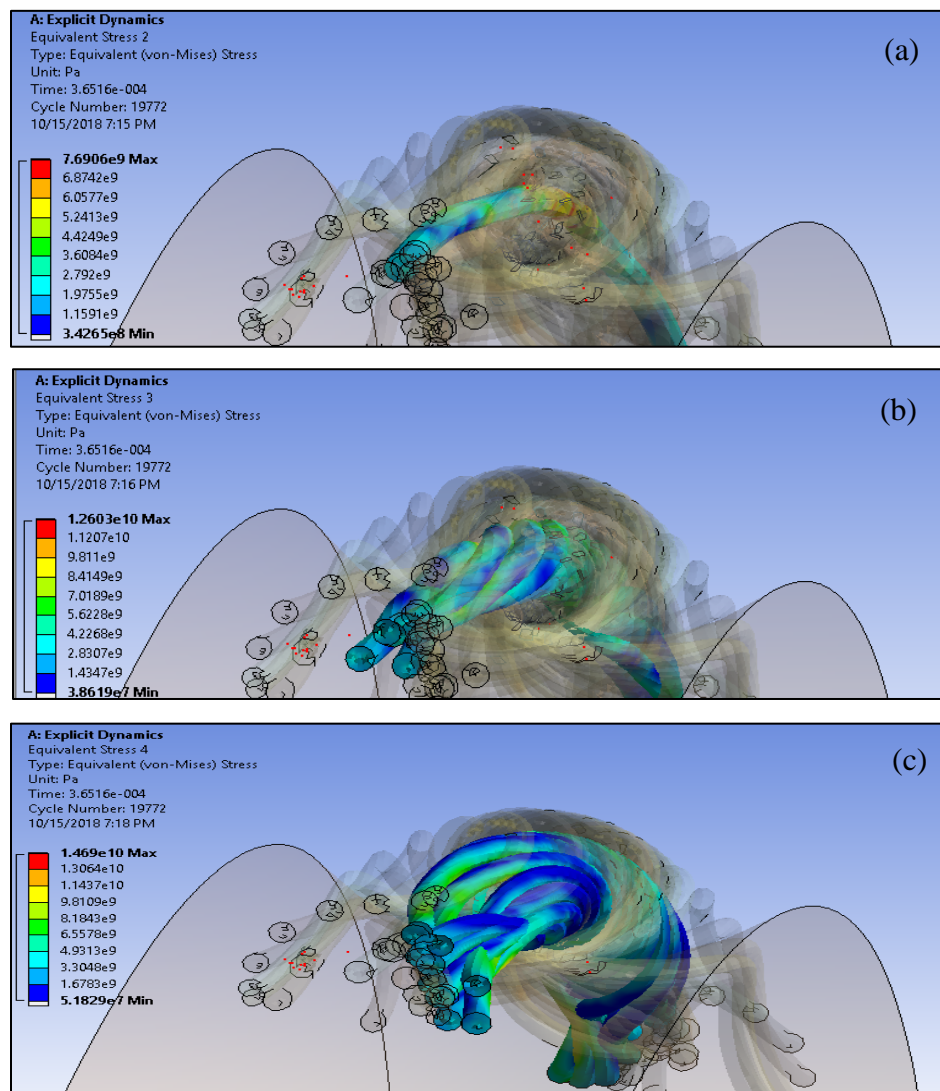 A: Explicit Dynamics
Equivalent Stress 2
Type: Equivalent (von-Mises) Stress
Unit: Pa
Time: 3.6516e-004
Cycle Number: 19772
10/15/2018 7:15 PM
(a)
7.6906e9 Max
6.8742e9
6.0577e9
5.2413e9
4.4249e9
3.6084e9
2.792e9
1.9755e9
1.1591e9
3.4265e8 Min
A: Explicit Dynamics
Equivalent Stress 3
Type: Equivalent (von-Mises) Stress
Unit: Pa
Time: 3.6516e-004
Cycle Number: 19772
10/15/2018 7:16 PM
(b)
1.2603e10 Max
1.1207e10
9.811e9
8.4149e9
7.0189e9
5.6228e9
4.2268e9
2.8307e9
1.4347e9
3.8619e7 Min
A: Explicit Dynamics
Equivalent Stress 4
Type: Equivalent (von-Mises) Stress
Unit: Pa
Time: 3.6516e-004
Cycle Number: 19772
10/15/2018 7:18 PM
(c)
1.469e10 Max
1.3064e10
1.1437e10
9.8109e9
8.1843e9
6.5578e9
4.9313e9
3.3048e9
1.6783e9
5.1829e7 Min